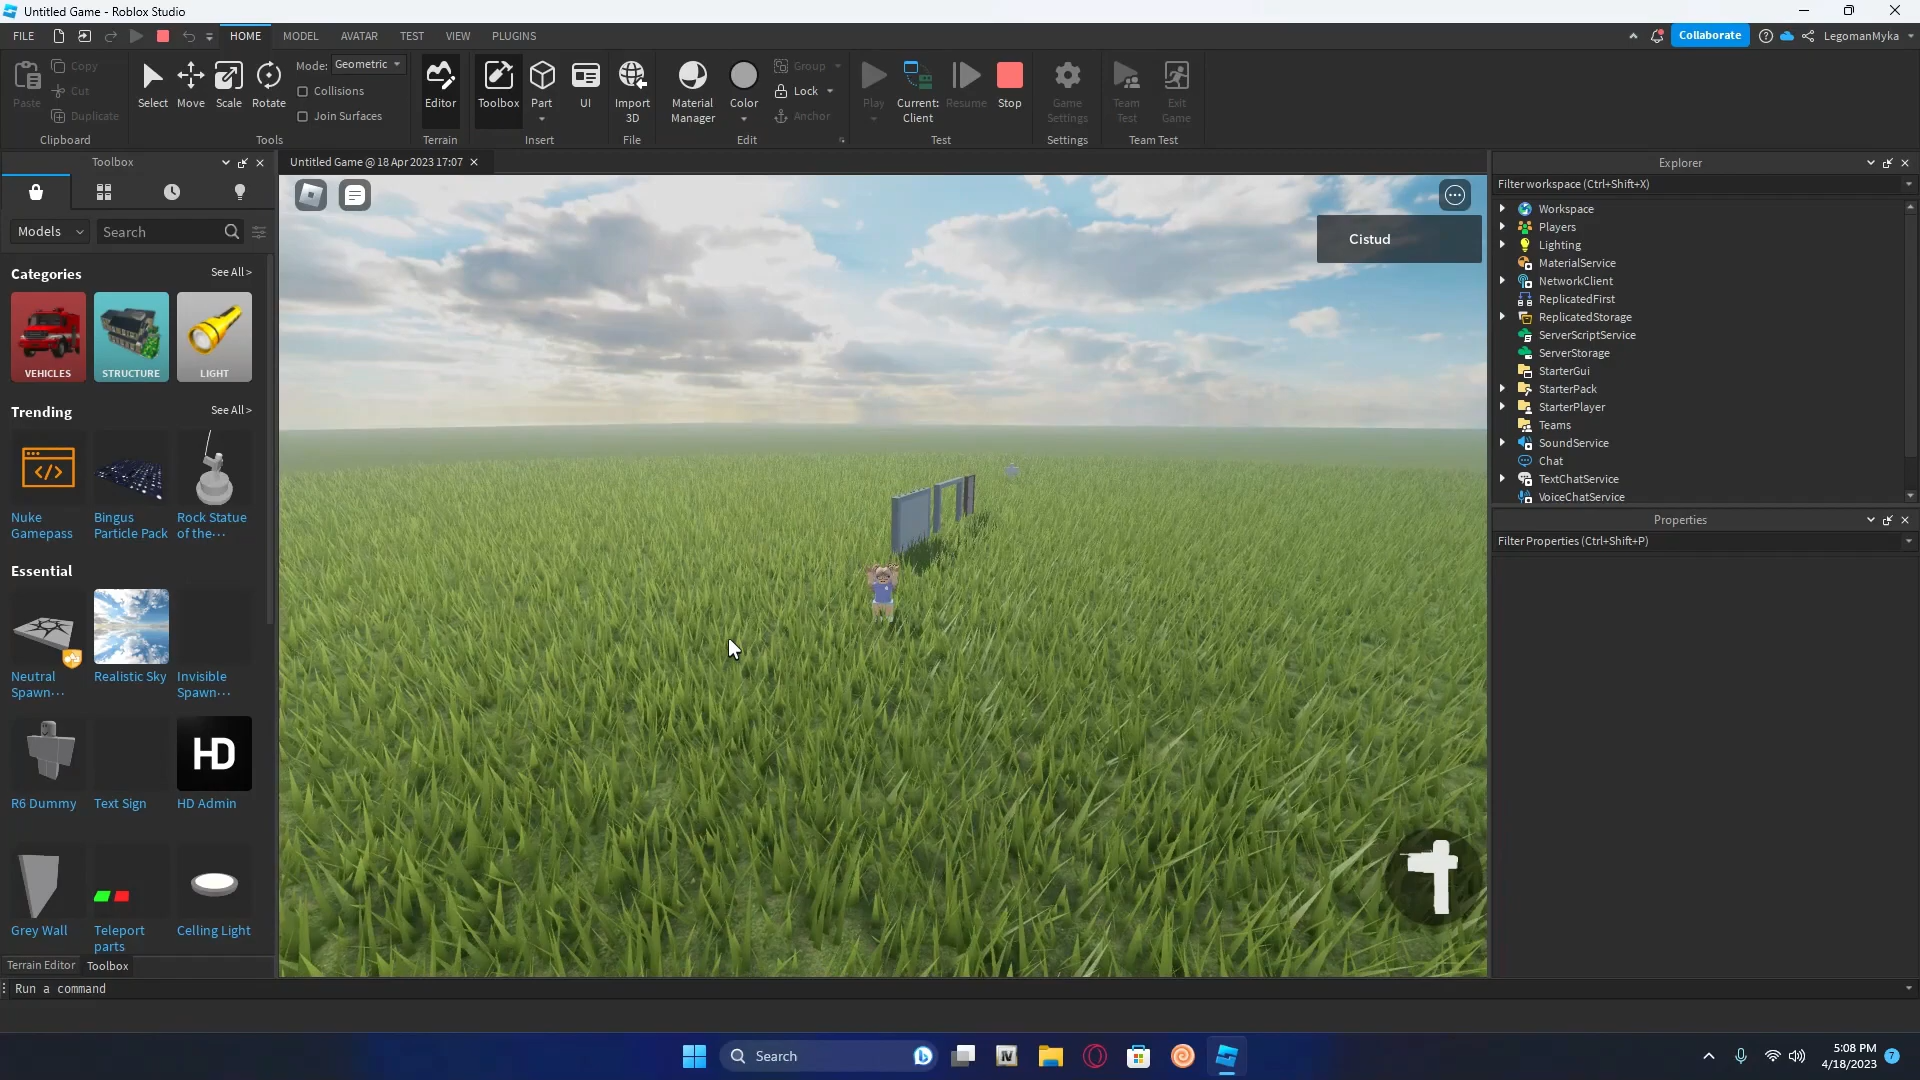 Untitled Game - Roblox Studio
FILE
HOME
MODEL
AVATAR
TEST
VIEW
PLUGINS
Collaborate
LegomanMyka
Paste
Copy
Cut
Duplicate
Clipboard
Select
Move
Scale
Rotate
Mode: Geometric
Collisions
Join Surfaces
Tools
Editor
Terrain
Toolbox
Part
UI
Insert
Import
3D
File
Material
Manager
Color
Group
Lock
Anchor
Edit
Play
Current:
Client
Resume
Stop
Test
Game
Settings
Settings
Team
Test
Exit
Game
Team Test
Toolbox
Models
Search
Categories
See All >
VEHICLES
STRUCTURE
LIGHT
Trending
See All >
Nuke
Gamepass
Bingus
Particle Pack
Rock Statue
of the...
Essential
Neutral
Spawn...
Realistic Sky
Invisible
Spawn...
R6 Dummy
Text Sign
HD
HD Admin
Grey Wall
Teleport
parts
Celling Light
Terrain Editor
Toolbox
Untitled Game @ 18 Apr 2023 17:07
Cistud
Explorer
Filter workspace (Ctrl+Shift+X)
Workspace
Players
Lighting
MaterialService
NetworkClient
ReplicatedFirst
ReplicatedStorage
ServerScriptService
ServerStorage
StarterGui
StarterPack
StarterPlayer
Teams
SoundService
Chat
TextChatService
VoiceChatService
Properties
Filter Properties (Ctrl+Shift+P)
Run a command
Search
5:08 PM
4/18/2023
7